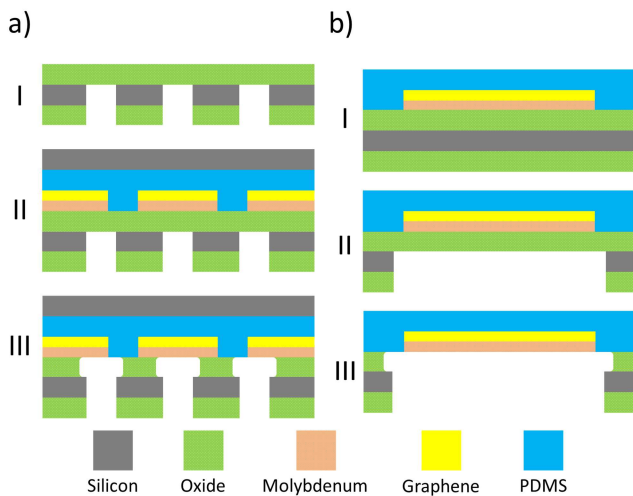 a)
I
II
III
b)
I
II
III
Silicon
Oxide
Molybdenum
Graphene
PDMS